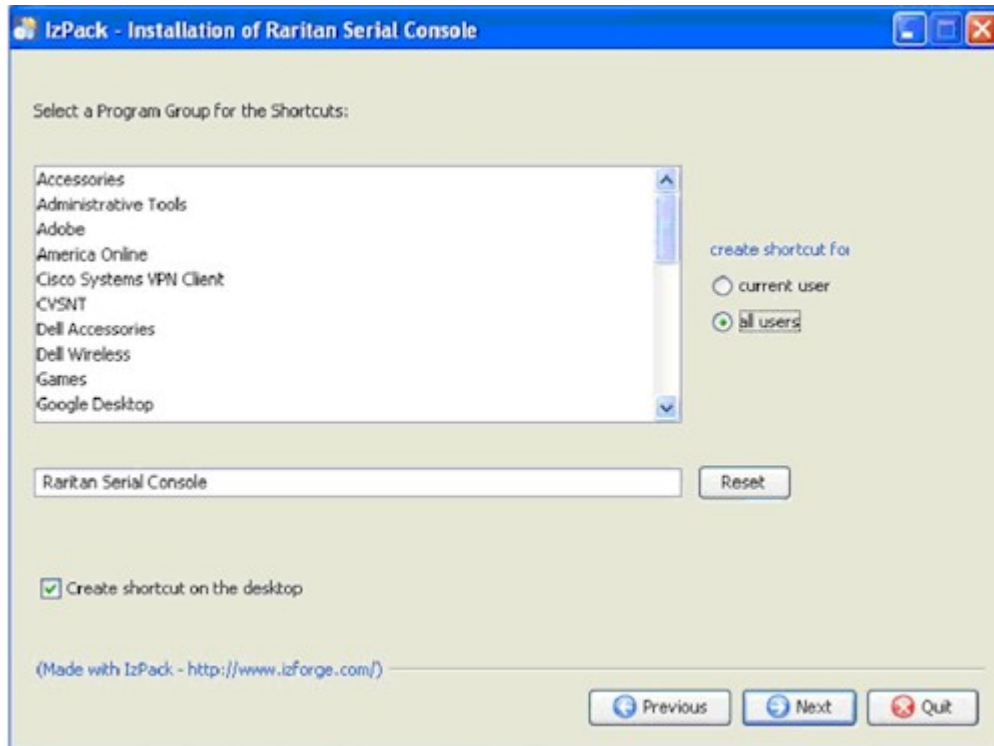 IzPack - Installation of Raritan Serial Console
Select a Program Group for the Shortcuts:
Accessories
Administrative Tools
Adobe
America Online
Cisco Systems VPN Client
CVSNT
Dell Accessories
Dell Wireless
Games
Google Desktop
create shortcut for
current user
all users
Raritan Serial Console
Reset
Create shortcut on the desktop
(Made with IzPack - http://www.izforge.com/)
Previous
Next
Quit